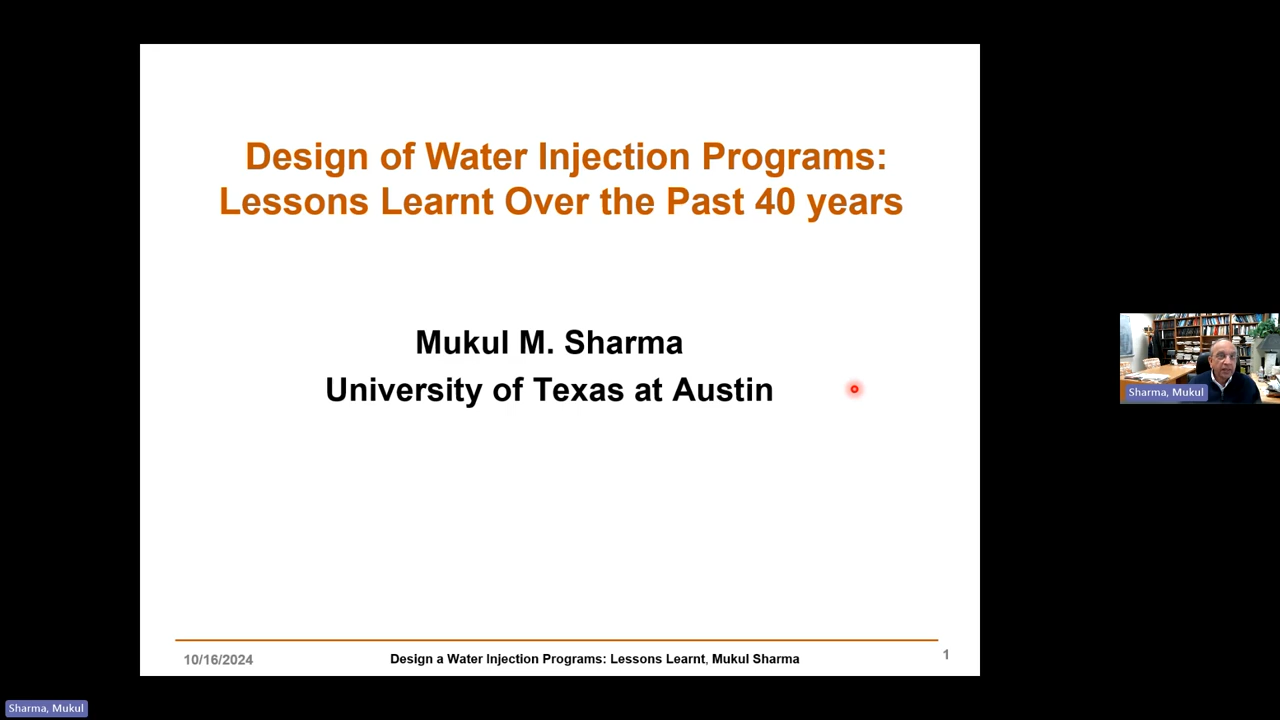 Design of Water Injection Programs:
Lessons Learnt Over the Past 40 years
Mukul M. Sharma
University of Texas at Austin
Sharma, Mukul
10/16/2024
Design a Water Injection Programs: Lessons Learnt, Mukul Sharma
1
Sharma, Mukul